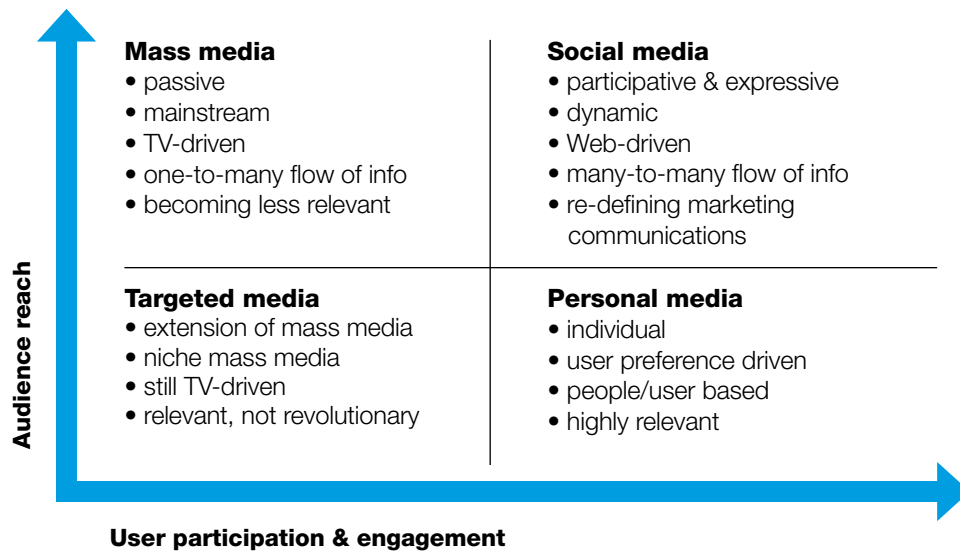 Mass media
• passive
• mainstream
• TV-driven
• one-to-many flow of info
• becoming less relevant
Social media
• participative & expressive
• dynamic
• Web-driven
• many-to-many flow of info
• re-defining marketing
communications
Targeted media
• extension of mass media
• niche mass media
• still TV-driven
• relevant, not revolutionary
Personal media
• individual
• user preference driven
• people/user based
• highly relevant
Audience reach
User participation & engagement